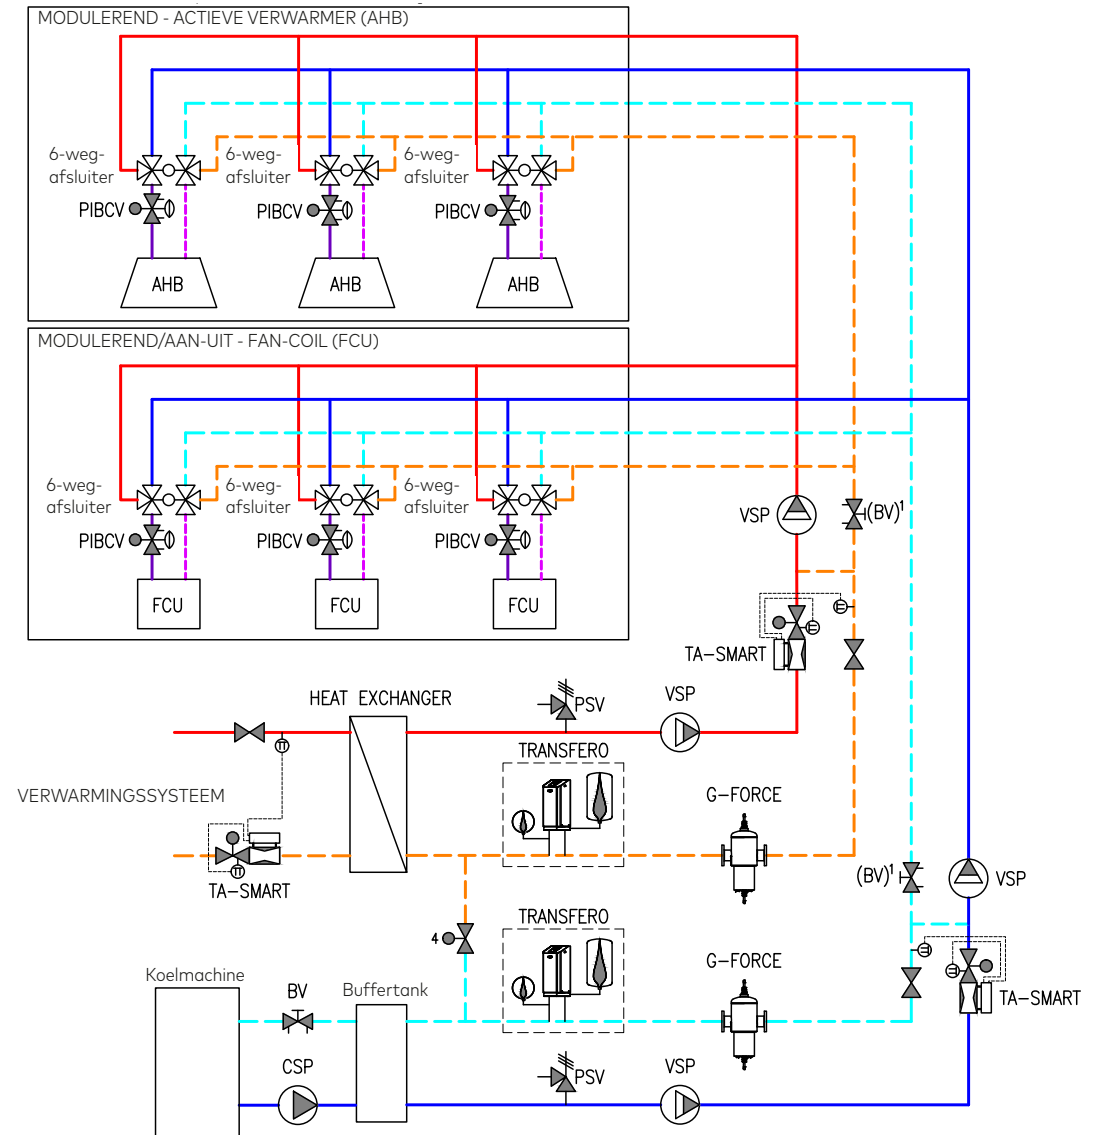 MODULEREND - ACTIEVE VERWARMER (AHB)
6-weg-
afsluiter
6-weg-
afsluiter
6-weg-
afsluiter
PIBCV
PIBCV
PIBCV
AHB
AHB
AHB
MODULEREND/AAN-UIT - FAN-COIL (FCU)
6-weg-
afsluiter
6-weg-
afsluiter
6-weg-
afsluiter
VSP
(BV)¹
PIBCV
PIBCV
PIBCV
FCU
FCU
FCU
TA-SMART
HEAT EXCHANGER
PSV
VSP
TRANSFERO
VERWARMINGSSYSTEEM
G-FORCE
TA-SMART
(BV)¹
VSP
4
TRANSFERO
G-FORCE
Koelmachine
BV
Buffertank
TA-SMART
CSP
PSV
VSP